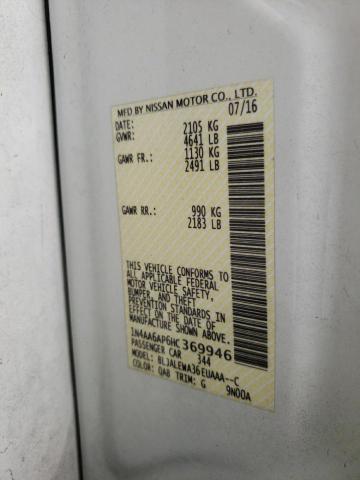 MFD BY NISSAN MOTOR CO., LTD.
DATE: 07/16
GVWR: 2105 KG
4641 LB
GAWR FR.: 1130 KG
2491 LB
GAWR RR.: 990 KG
2183 LB
THIS VEHICLE CONFORMS TO
ALL APPLICABLE FEDERAL
MOTOR VEHICLE SAFETY,
BUMPER, AND THEFT
PREVENTION STANDARDS IN
EFFECT ON THE DATE OF
MANUFACTURE SHOWN ABOVE.
1N4AA6AP6HC369946
PASSENGER CAR 344
MODEL: BLJALEWA36EUAAA--C
COLOR: QAB TRIM: G 9N00A